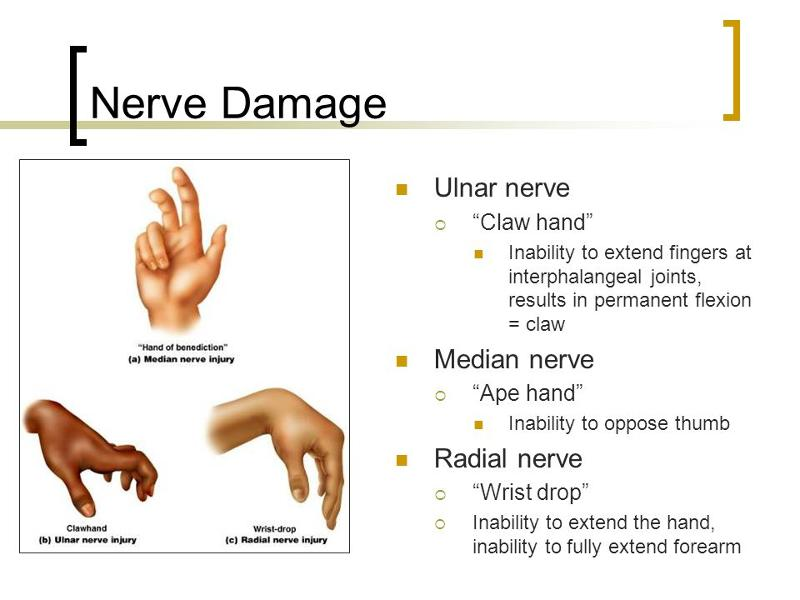 Nerve Damage
"Hand of benediction"
(a) Median nerve injury
Clawhand
(b) Ulnar nerve injury
Wrist-drop
(c) Radial nerve injury
Ulnar nerve
“Claw hand”
Inability to extend fingers at
interphalangeal joints,
results in permanent flexion
= claw
Median nerve
“Ape hand”
Inability to oppose thumb
Radial nerve
“Wrist drop”
Inability to extend the hand,
inability to fully extend forearm